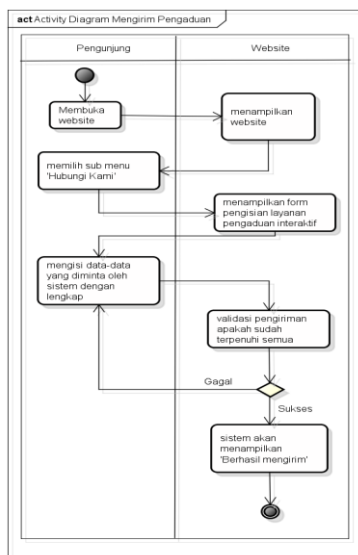 act Activity Diagram Mengirim Pengaduan
Pengunjung
Website
Membuka
website
menampilkan
website
memilih sub menu
'Hubungi Kami'
menampilkan form
pengisian layanan
pengaduan interaktif
mengisi data-data
yang diminta oleh
sistem dengan
lengkap
validasi pengiriman
apakah sudah
terpenuhi semua
Gagal
Sukses
sistem akan
menampilkan
'Berhasil mengirim'